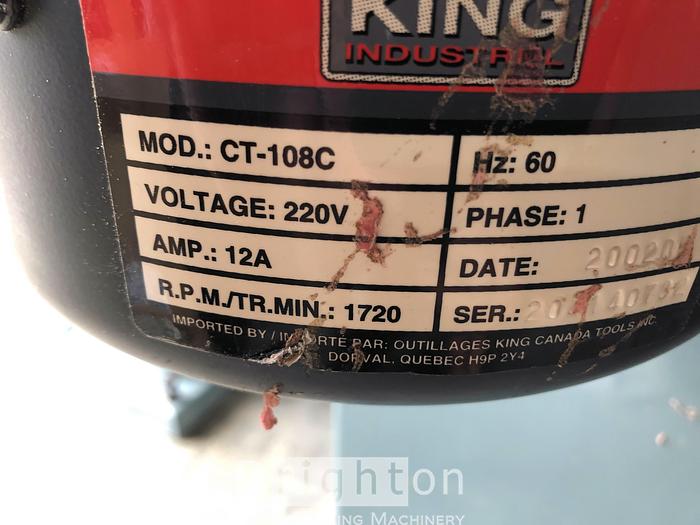 KING
INDUSTRIAL
MOD.: CT-108C
Hz: 60
VOLTAGE: 220V
PHASE: 1
AMP.: 12A
DATE:
R.P.M./TR.MIN.: 1720
SER.:
IMPORTED BY / IMPORTÉ PAR: OUTILLAGES KING CANADA TOOLS INC.
DORVAL, QUEBEC H9P 2Y4
Machinery